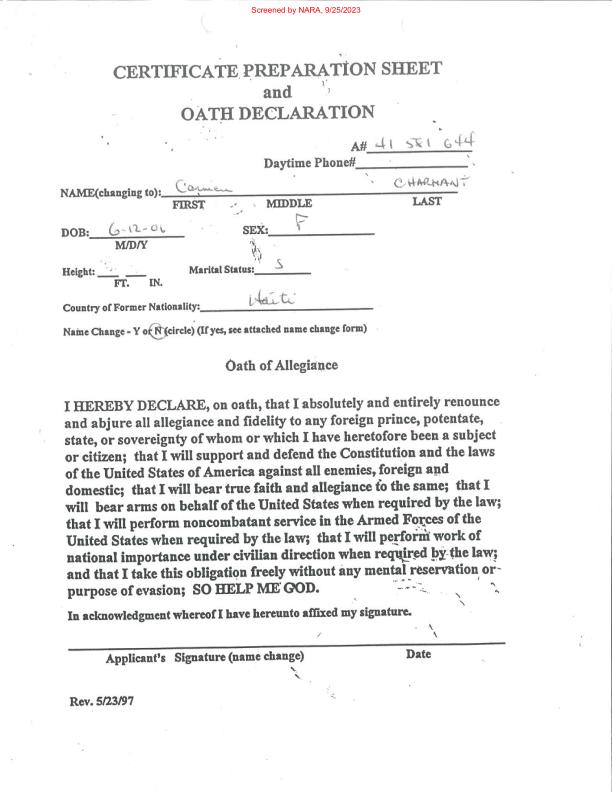 Screened by NARA, 9/25/2023
CERTIFICATE PREPARATION SHEET
and
OATH DECLARATION
A# 41 581 644
Daytime Phone#
NAME(changing to): Carmen CHARMANT
FIRST MIDDLE LAST
DOB: 6-12-06 SEX: F
M/D/Y
Height: Marital Status: S
FT. IN.
Country of Former Nationality: Haiti
Name Change - Y or N (circle) (If yes, see attached name change form)
Oath of Allegiance
I HEREBY DECLARE, on oath, that I absolutely and entirely renounce
and abjure all allegiance and fidelity to any foreign prince, potentate,
state, or sovereignty of whom or which I have heretofore been a subject
or citizen; that I will support and defend the Constitution and the laws
of the United States of America against all enemies, foreign and
domestic; that I will bear true faith and allegiance to the same; that I
will bear arms on behalf of the United States when required by the law;
that I will perform noncombatant service in the Armed Forces of the
United States when required by the law; that I will perform work of
national importance under civilian direction when required by the law;
and that I take this obligation freely without any mental reservation or
purpose of evasion; SO HELP ME GOD.
In acknowledgment whereof I have hereunto affixed my signature.
Applicant's Signature (name change) Date
Rev. 5/23/97